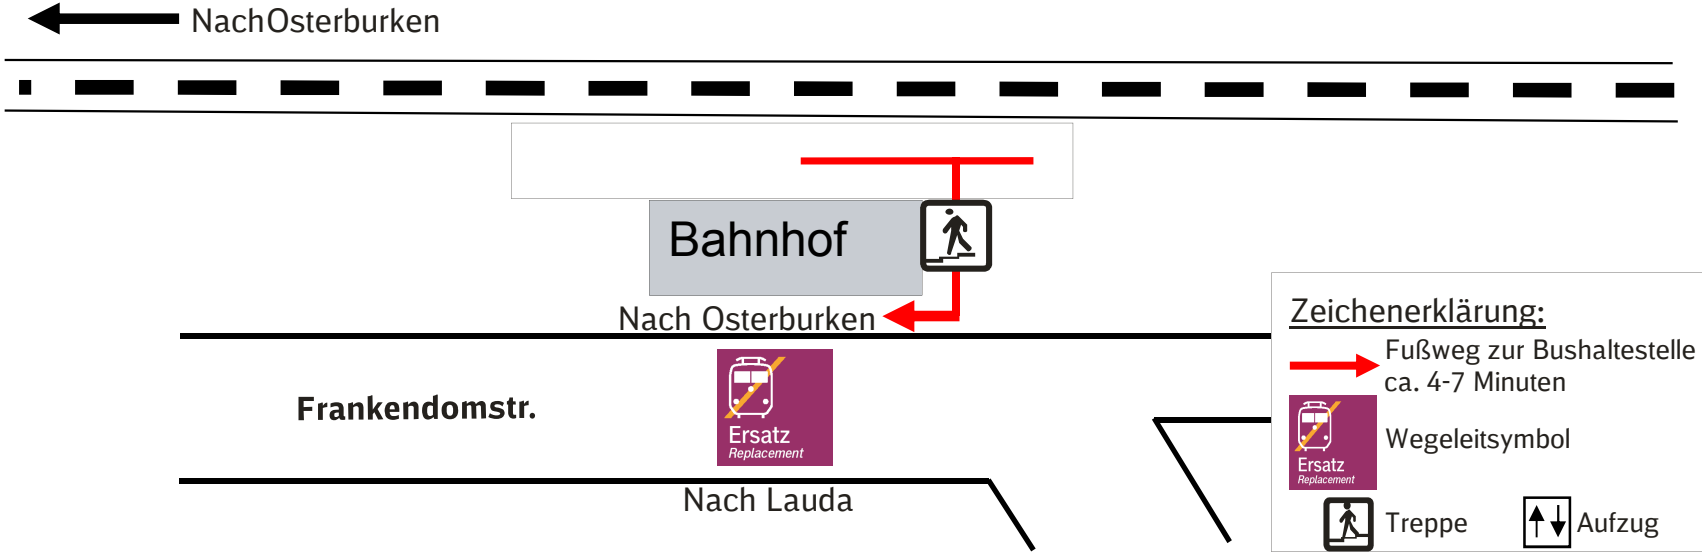 NachOsterburken
Bahnhof
Nach Osterburken
Frankendomstr.
Ersatz
Replacement
Nach Lauda
Zeichenerklärung:
Fußweg zur Bushaltestelle
ca. 4-7 Minuten
Ersatz
Replacement
Wegeleitsymbol
Treppe
Aufzug